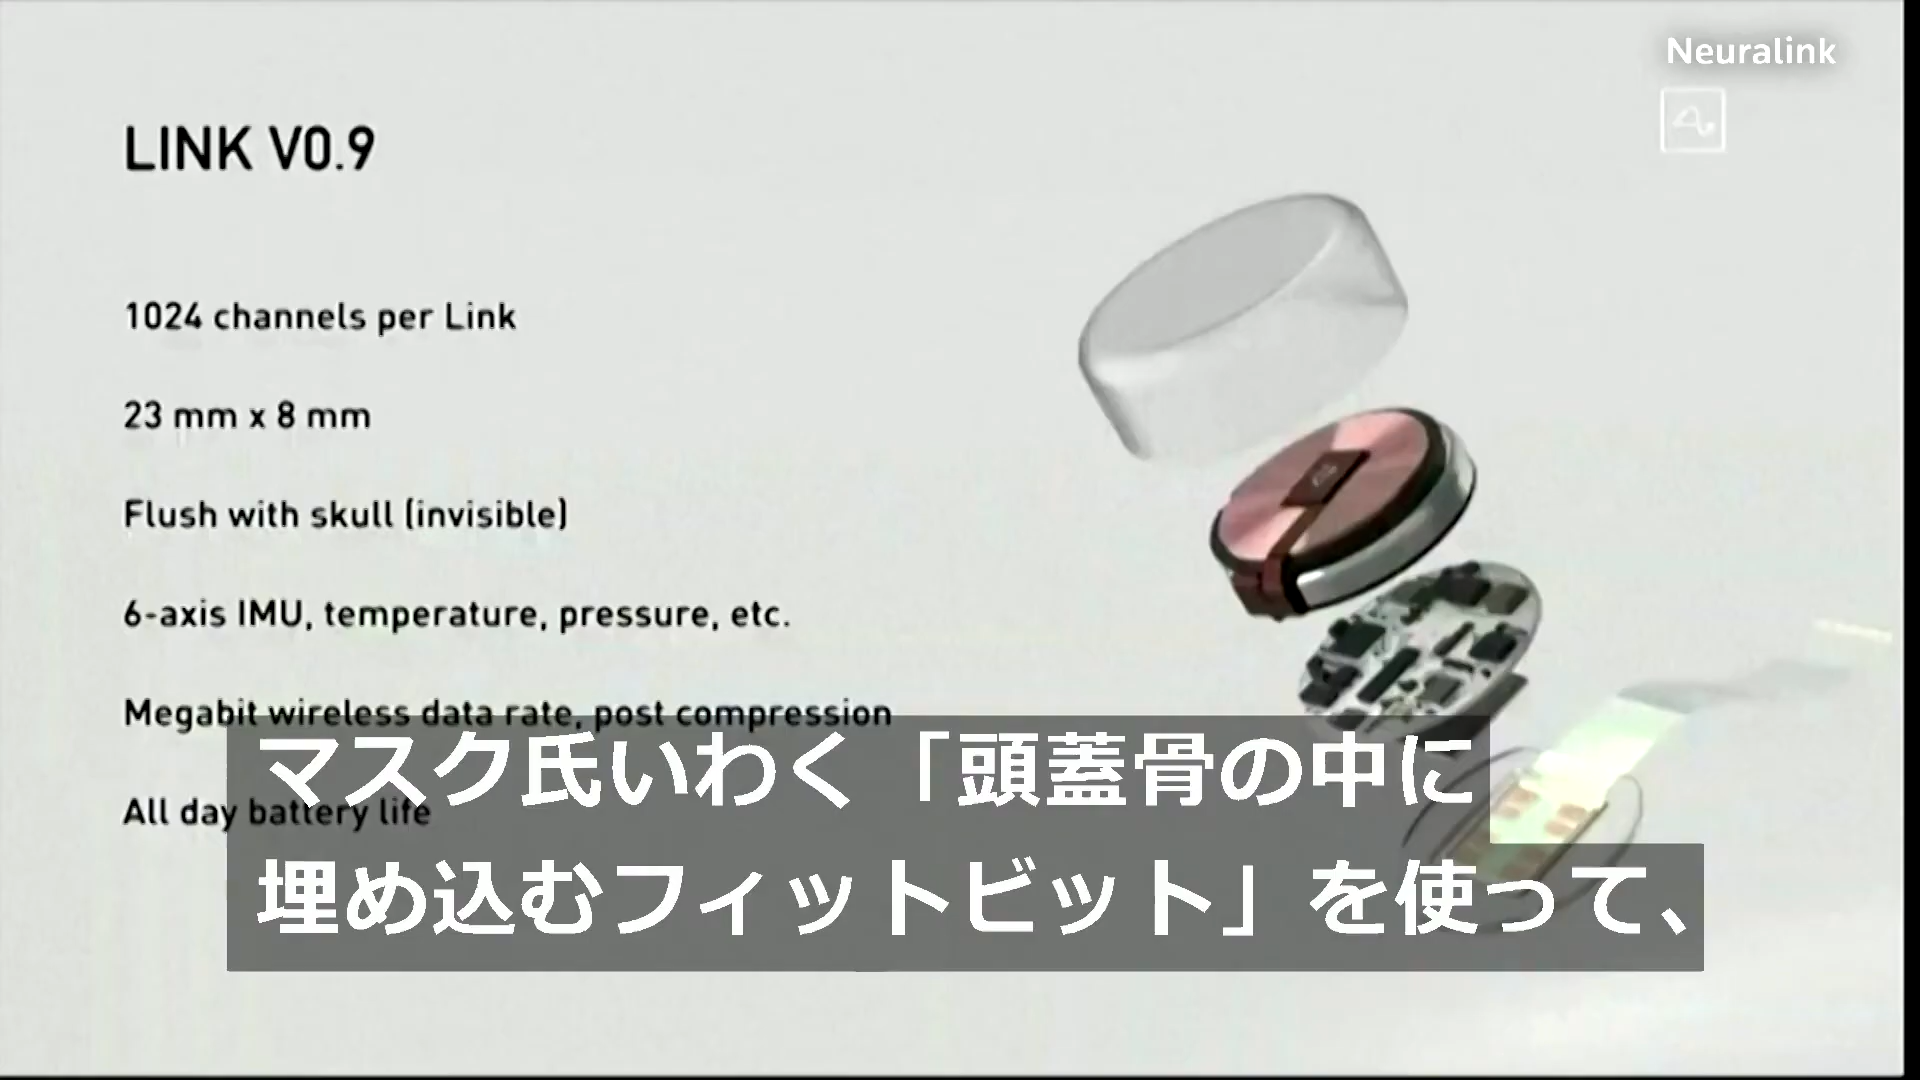 Neuralink
LINK V0.9
1024 channels per Link
23 mm x 8 mm
Flush with skull (invisible)
6-axis IMU, temperature, pressure, etc.
Megabit wireless data rate, post compression
All day battery life
マスク氏いわく「頭蓋骨の中に
埋め込むフィットビット」を使って、